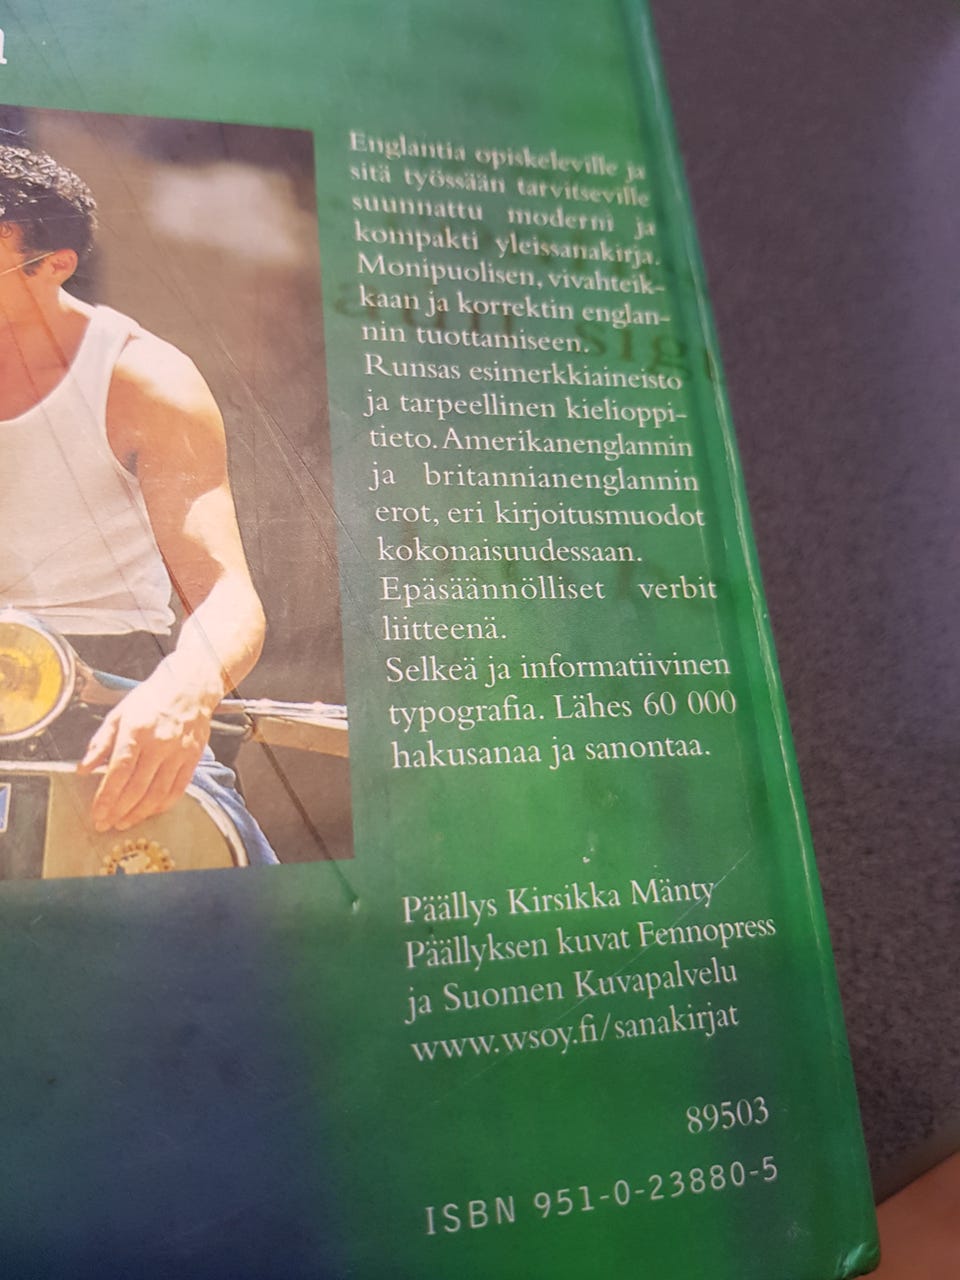 Englantia opiskeleville ja
sitä työssään tarvitseville
suunnattu moderni ja
kompakti yleissanakirja.
Monipuolisen, vivahteik-
kaan ja korrektin englan-
nin tuottamiseen.
Runsas esimerkkiaineisto
ja tarpeellinen kielioppi-
tieto. Amerikanenglannin
ja britannianenglannin
erot, eri kirjoitusmuodot
kokonaisuudessaan.
Epäsäännölliset verbit
liitteenä.
Selkeä ja informatiivinen
typografia. Lähes 60 000
hakusanaa ja sanontaa.
Päällys Kirsikka Mänty
Päällyksen kuvat Fennopress
ja Suomen Kuvapalvelu
www.wsoy.fi/sanakirjat
89503
ISBN 951-0-23880-5